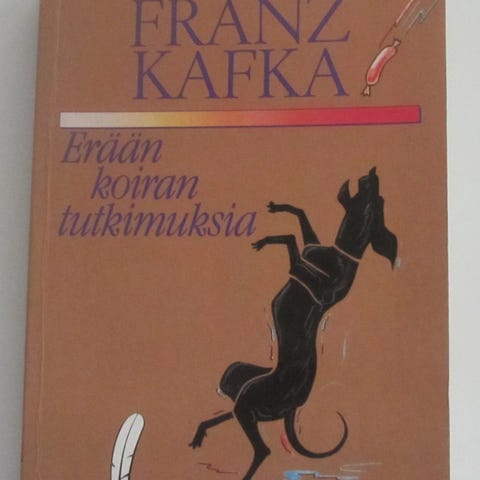 FRANZ
KAFKA
Erään
koiran
tutkimuksia